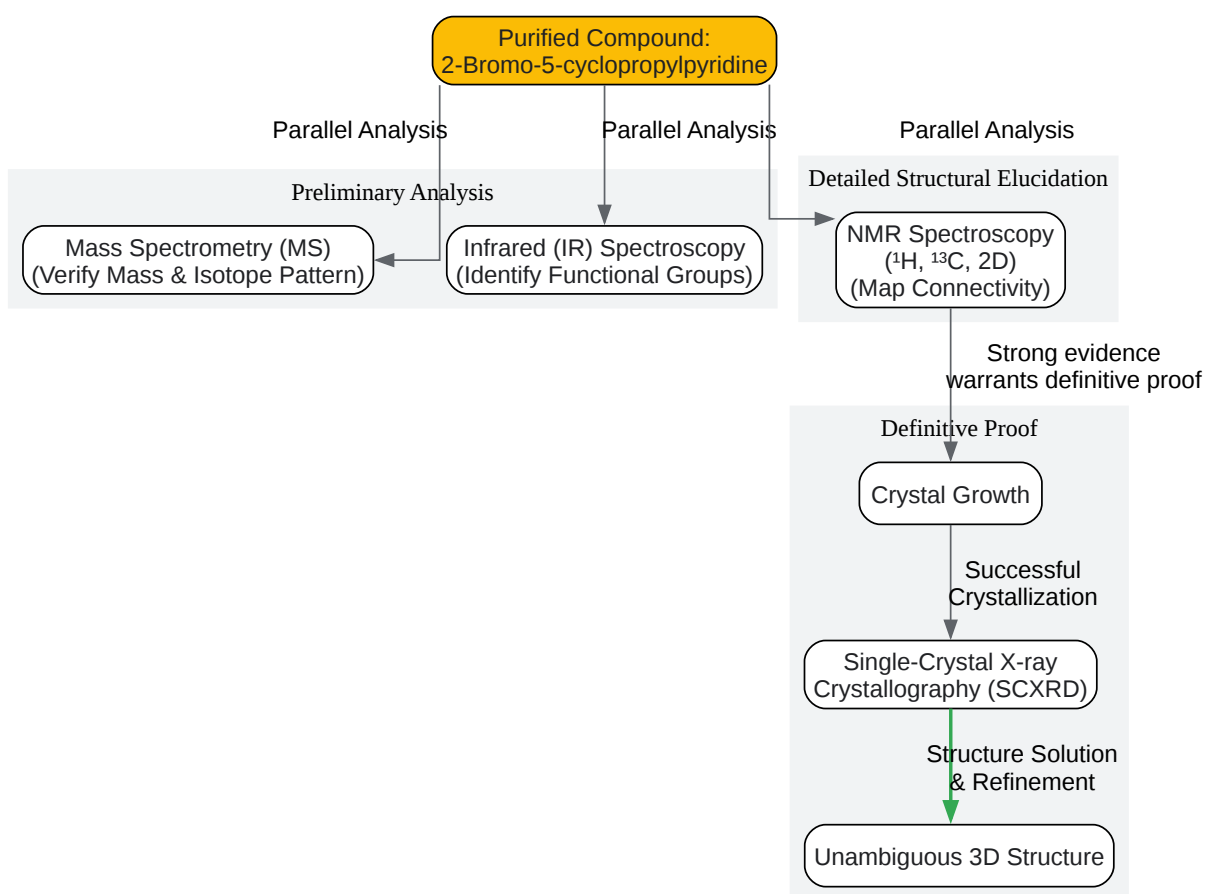 Purified Compound:
2-Bromo-5-cyclopropylpyridine
Parallel Analysis
Parallel Analysis
Parallel Analysis
Preliminary Analysis
Detailed Structural Elucidation
Mass Spectrometry (MS)
(Verify Mass & Isotope Pattern)
Infrared (IR) Spectroscopy
(Identify Functional Groups)
NMR Spectroscopy
(¹H, ¹³C, 2D)
(Map Connectivity)
Strong evidence
warrants definitive proof
Definitive Proof
Crystal Growth
Successful
Crystallization
Single-Crystal X-ray
Crystallography (SCXRD)
Structure Solution
& Refinement
Unambiguous 3D Structure